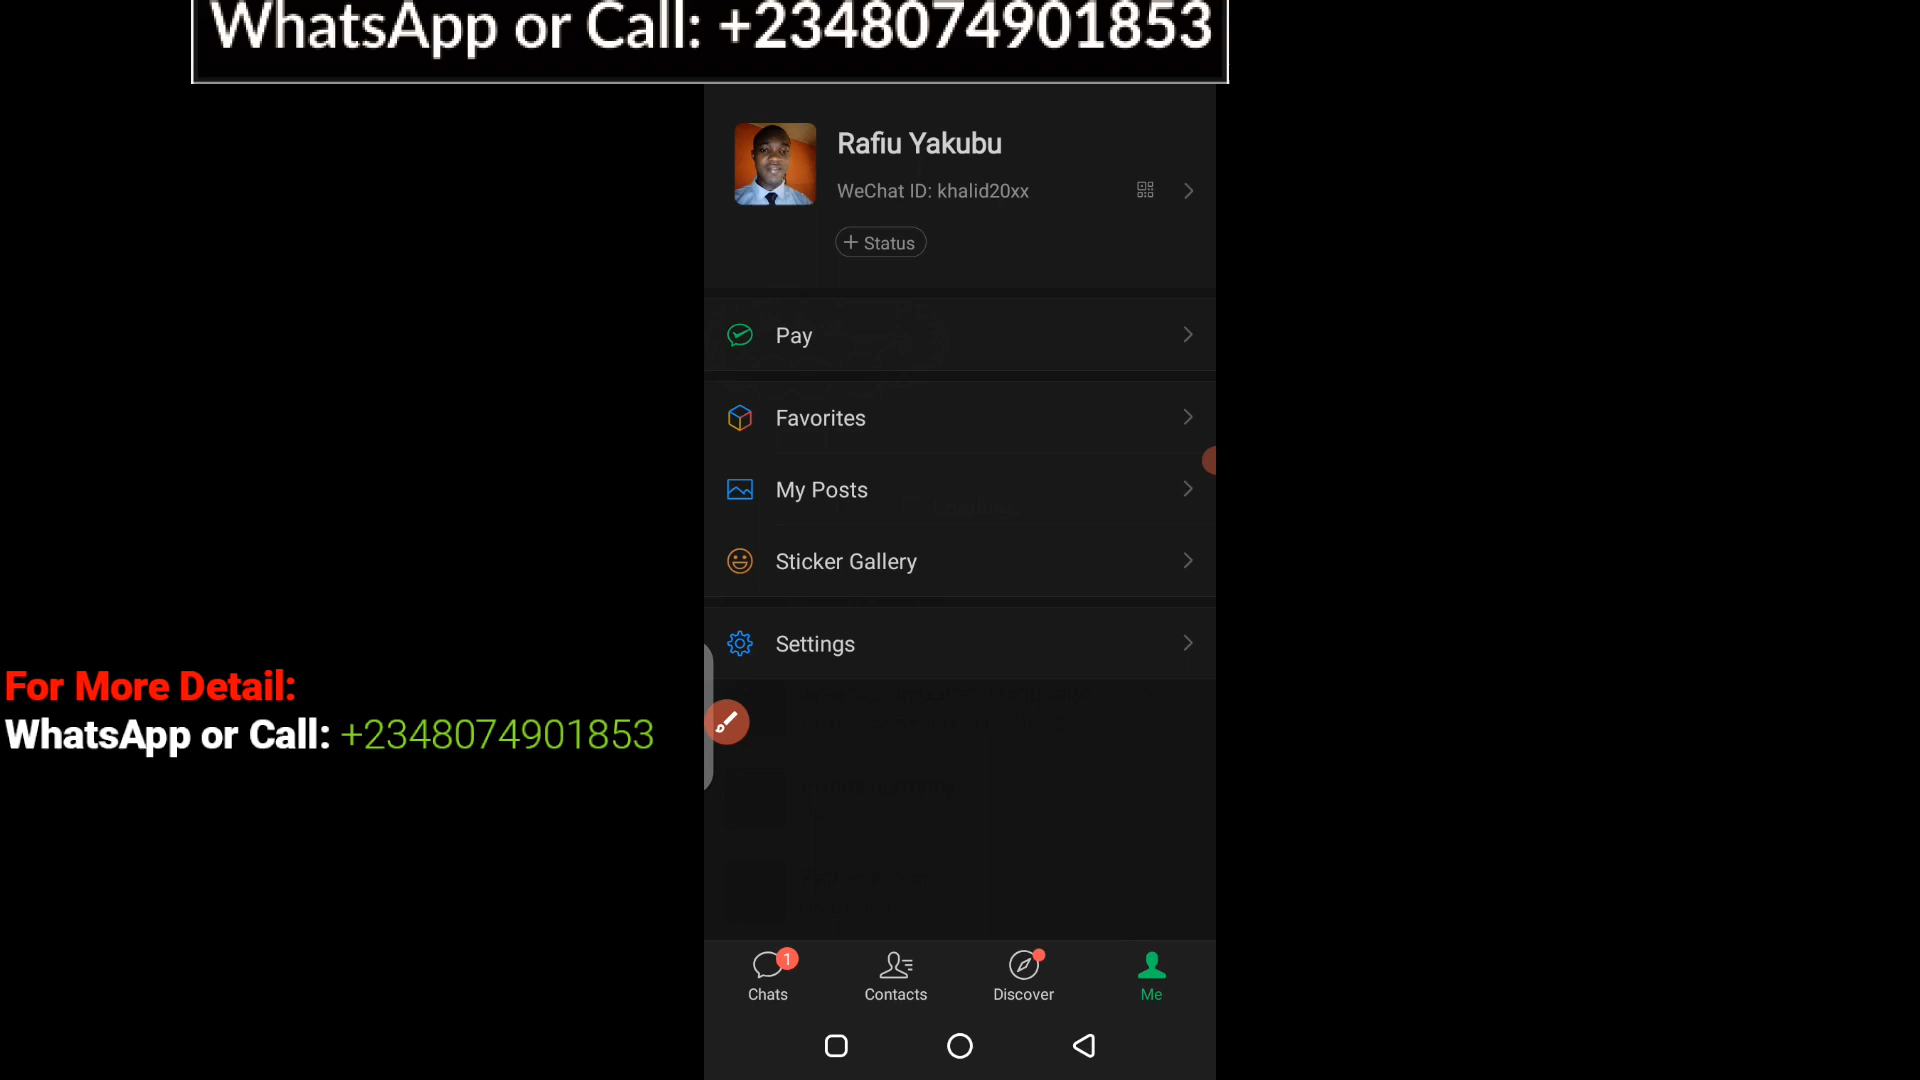 WhatsApp or Call: +2348074901853
Rafiu Yakubu
WeChat ID: khalid20xx
+ Status
Pay
Favorites
My Posts
Sticker Gallery
Settings
For More Detail:
WhatsApp or Call: +2348074901853
1
Chats
Contacts
Discover
Me